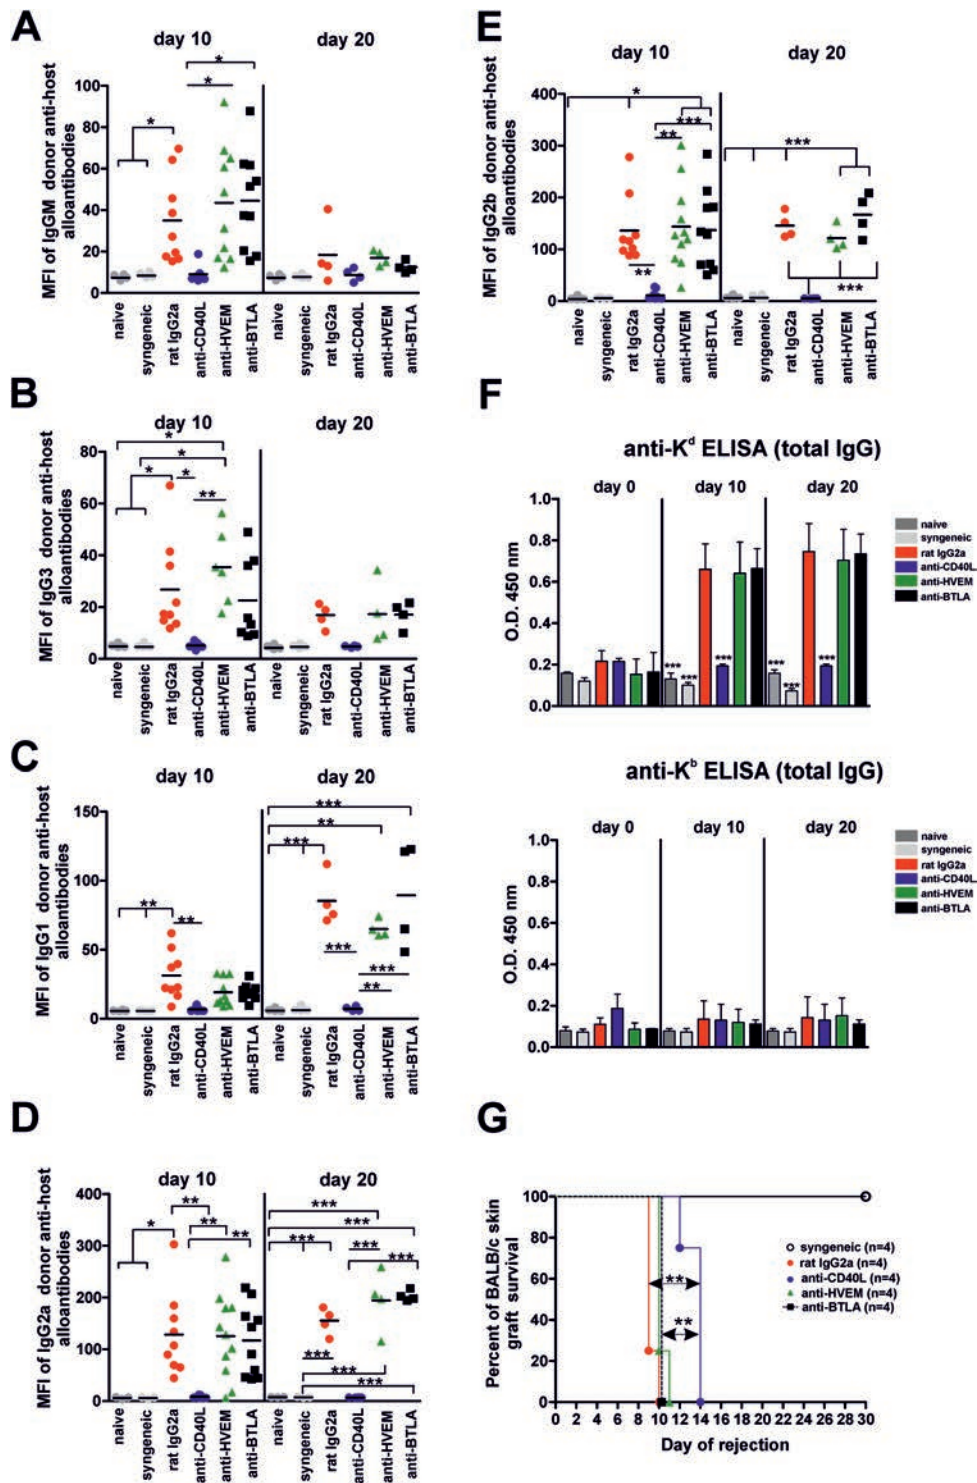 A
day 10
day 20
MFI of IgGM donor anti-host
alloantibodies
100
80
60
40
20
0
* * *
naive
syngeneic
rat IgG2a
anti-CD40L
anti-HVEM
anti-BTLA
naive
syngeneic
rat IgG2a
anti-CD40L
anti-HVEM
anti-BTLA
B
day 10
day 20
MFI of IgG3 donor anti-host
alloantibodies
80
60
40
20
0
*
*
* *
**
naive
syngeneic
rat IgG2a
anti-CD40L
anti-HVEM
anti-BTLA
naive
syngeneic
rat IgG2a
anti-CD40L
anti-HVEM
anti-BTLA
C
day 10
day 20
MFI of IgG1 donor anti-host
alloantibodies
150
100
50
0
** **
***
**
***
***
***
**
naive
syngeneic
rat IgG2a
anti-CD40L
anti-HVEM
anti-BTLA
naive
syngeneic
rat IgG2a
anti-CD40L
anti-HVEM
anti-BTLA
D
day 10
day 20
MFI of IgG2a donor anti-host
alloantibodies
400
300
200
100
0
* ** ** **
***
***
*** ***
***
***
***
***
naive
syngeneic
rat IgG2a
anti-CD40L
anti-HVEM
anti-BTLA
naive
syngeneic
rat IgG2a
anti-CD40L
anti-HVEM
anti-BTLA
E
day 10
day 20
MFI of IgG2b donor anti-host
alloantibodies
400
300
200
100
0
*
***
**
**
***
***
naive
syngeneic
rat IgG2a
anti-CD40L
anti-HVEM
anti-BTLA
naive
syngeneic
rat IgG2a
anti-CD40L
anti-HVEM
anti-BTLA
F
anti-Kᵈ ELISA (total IgG)
day 0
day 10
day 20
O.D. 450 nm
1.0
0.8
0.6
0.4
0.2
0.0
*** *** *** *** *** ***
naive
syngeneic
rat IgG2a
anti-CD40L
anti-HVEM
anti-BTLA
anti-Kᵇ ELISA (total IgG)
day 0
day 10
day 20
O.D. 450 nm
1.0
0.8
0.6
0.4
0.2
0.0
naive
syngeneic
rat IgG2a
anti-CD40L
anti-HVEM
anti-BTLA
G
Percent of BALB/c skin
graft survival
100
80
60
40
20
0
**
**
syngeneic (n=4)
rat IgG2a (n=4)
anti-CD40L (n=4)
anti-HVEM (n=4)
anti-BTLA (n=4)
0 2 4 6 8 10 12 14 16 18 20 22 24 26 28 30
Day of rejection